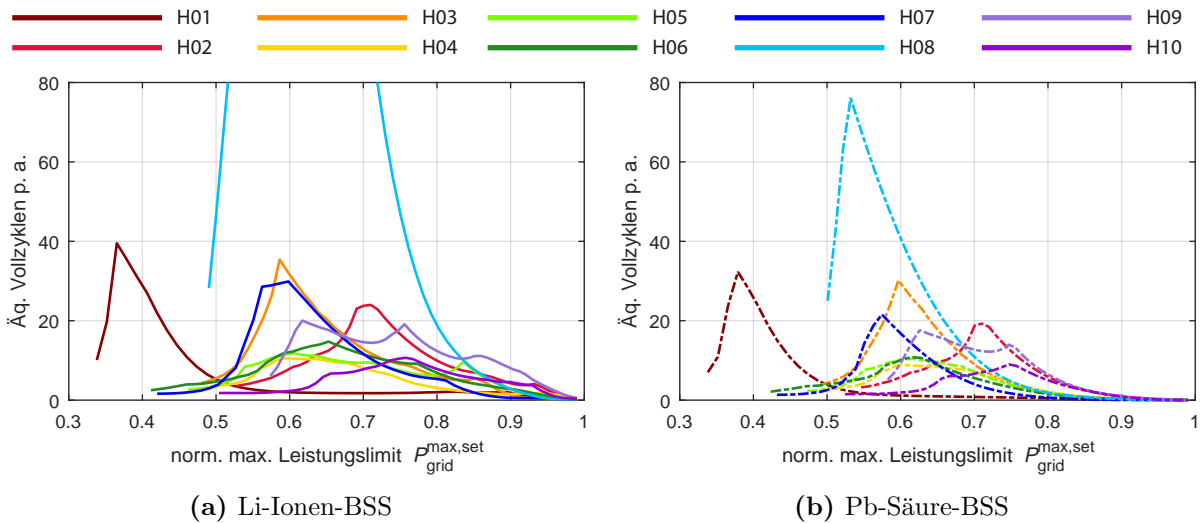 H01 H03 H05 H07 H09
H02 H04 H06 H08 H10
Äq. Vollzyklen p. a.
80
60
40
20
0
0.3 0.4 0.5 0.6 0.7 0.8 0.9 1
norm. max. Leistungslimit P_grid^max,set
(a) Li-Ionen-BSS
Äq. Vollzyklen p. a.
80
60
40
20
0
0.3 0.4 0.5 0.6 0.7 0.8 0.9 1
norm. max. Leistungslimit P_grid^max,set
(b) Pb-Säure-BSS